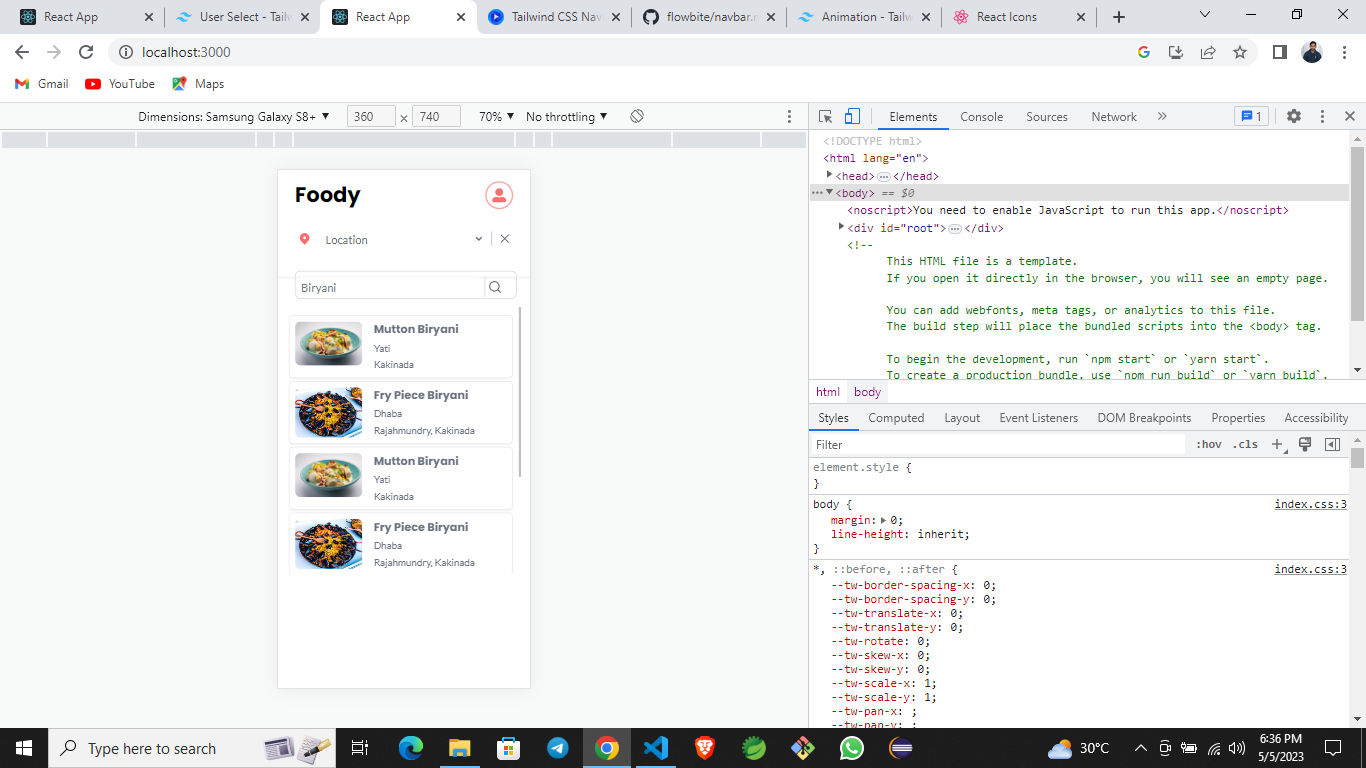 React App
User Select - Tailw
React App
Tailwind CSS Nav
flowbite/navbar.m
Animation - Tailw
React Icons
localhost:3000
Gmail
YouTube
Maps
Dimensions: Samsung Galaxy S8+ ▼
360 × 740
70% ▼
No throttling ▼
Foody
Location
Biryani
Mutton Biryani
Yati
Kakinada
Fry Piece Biryani
Dhaba
Rajahmundry, Kakinada
Mutton Biryani
Yati
Kakinada
Fry Piece Biryani
Dhaba
Rajahmundry, Kakinada
Elements Console Sources Network » 1
<!DOCTYPE html>
<html lang="en">
<head> ⋯ </head>
⋯ <body> == $0
<noscript>You need to enable JavaScript to run this app.</noscript>
<div id="root"> ⋯ </div>
<!--
This HTML file is a template.
If you open it directly in the browser, you will see an empty page.
You can add webfonts, meta tags, or analytics to this file.
The build step will place the bundled scripts into the <body> tag.
To begin the development, run `npm start` or `yarn start`.
To create a production bundle, use `npm run build` or `yarn build`.
html body
Styles Computed Layout Event Listeners DOM Breakpoints Properties Accessibility
Filter :hov .cls +
element.style {
}
body { index.css:3
margin: 0;
line-height: inherit;
}
*, ::before, ::after { index.css:3
--tw-border-spacing-x: 0;
--tw-border-spacing-y: 0;
--tw-translate-x: 0;
--tw-translate-y: 0;
--tw-rotate: 0;
--tw-skew-x: 0;
--tw-skew-y: 0;
--tw-scale-x: 1;
--tw-scale-y: 1;
--tw-pan-x: ;
--tw-pan-y: ;
Type here to search
30°C
6:36 PM
5/5/2023